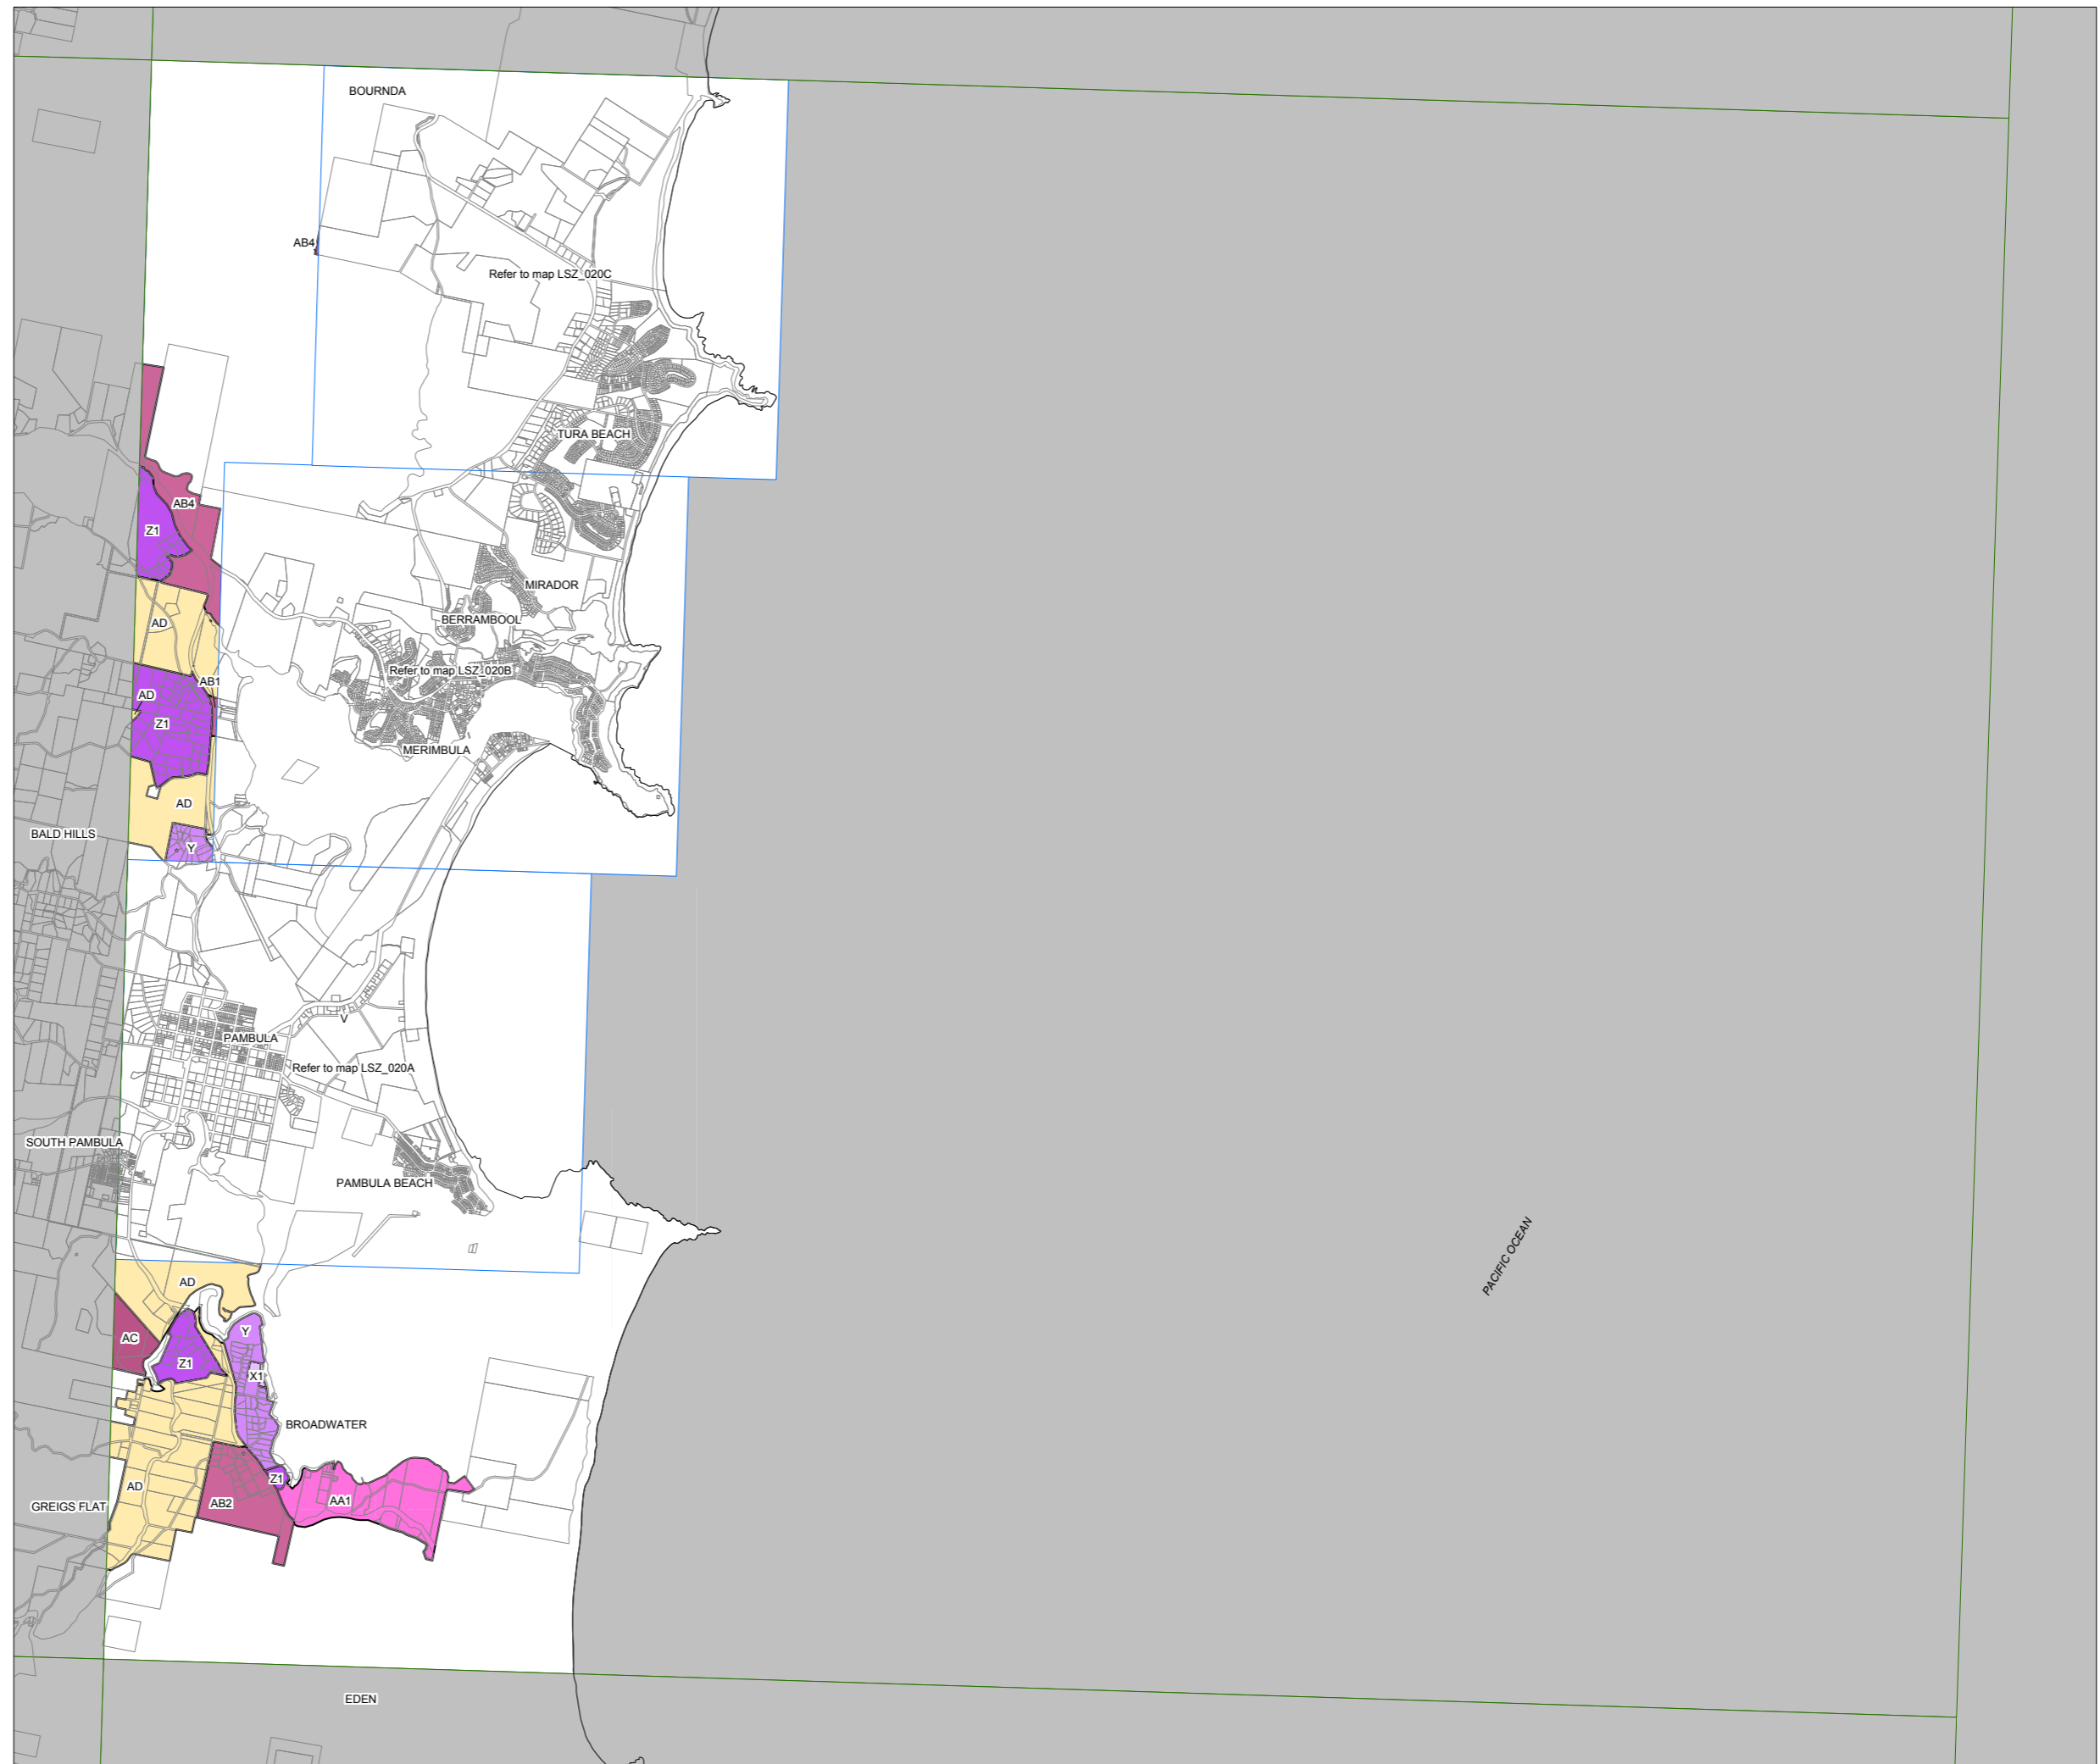 BOURNDA
AB4
Refer to map LSZ_020C
TURA BEACH
AB4
Z1
MIRADOR
BERRAMBOOL
AD
Refer to map LSZ_020B
AB1
AD
Z1
MERIMBULA
AD
BALD HILLS
Y
V
PAMBULA
Refer to map LSZ_020A
SOUTH PAMBULA
PAMBULA BEACH
PACIFIC OCEAN
AD
Y
AC
Z1
X1
BROADWATER
Z1
AD
AA1
AB2
GREIGS FLAT
EDEN